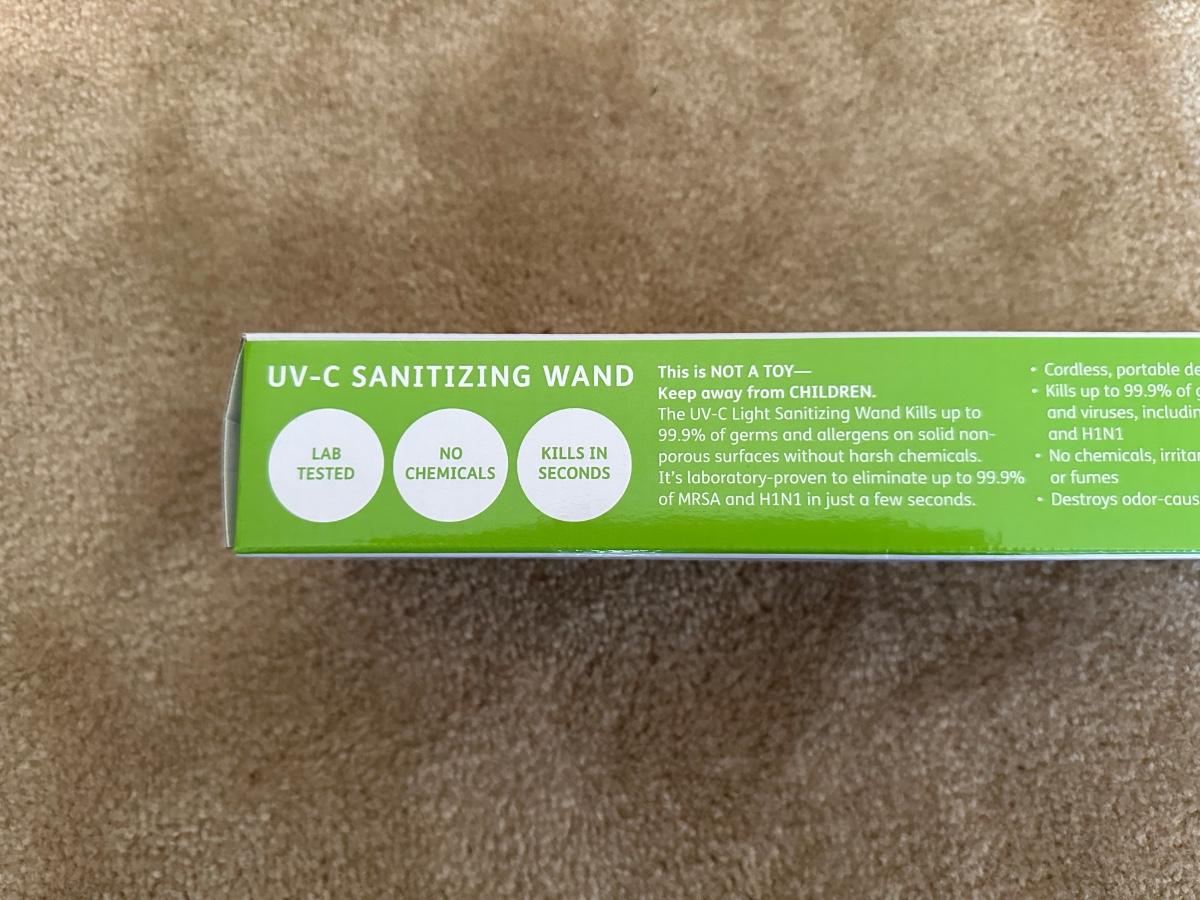 UV-C SANITIZING WAND
LAB
TESTED
NO
CHEMICALS
KILLS IN
SECONDS
This is NOT A TOY—
Keep away from CHILDREN.
The UV-C Light Sanitizing Wand Kills up to
99.9% of germs and allergens on solid non-
porous surfaces without harsh chemicals.
It's laboratory-proven to eliminate up to 99.9%
of MRSA and H1N1 in just a few seconds.
• Cordless, portable
• Kills up to 99.9% of
and viruses,
and H1N1
• No chemicals,
or fumes
• Destroys